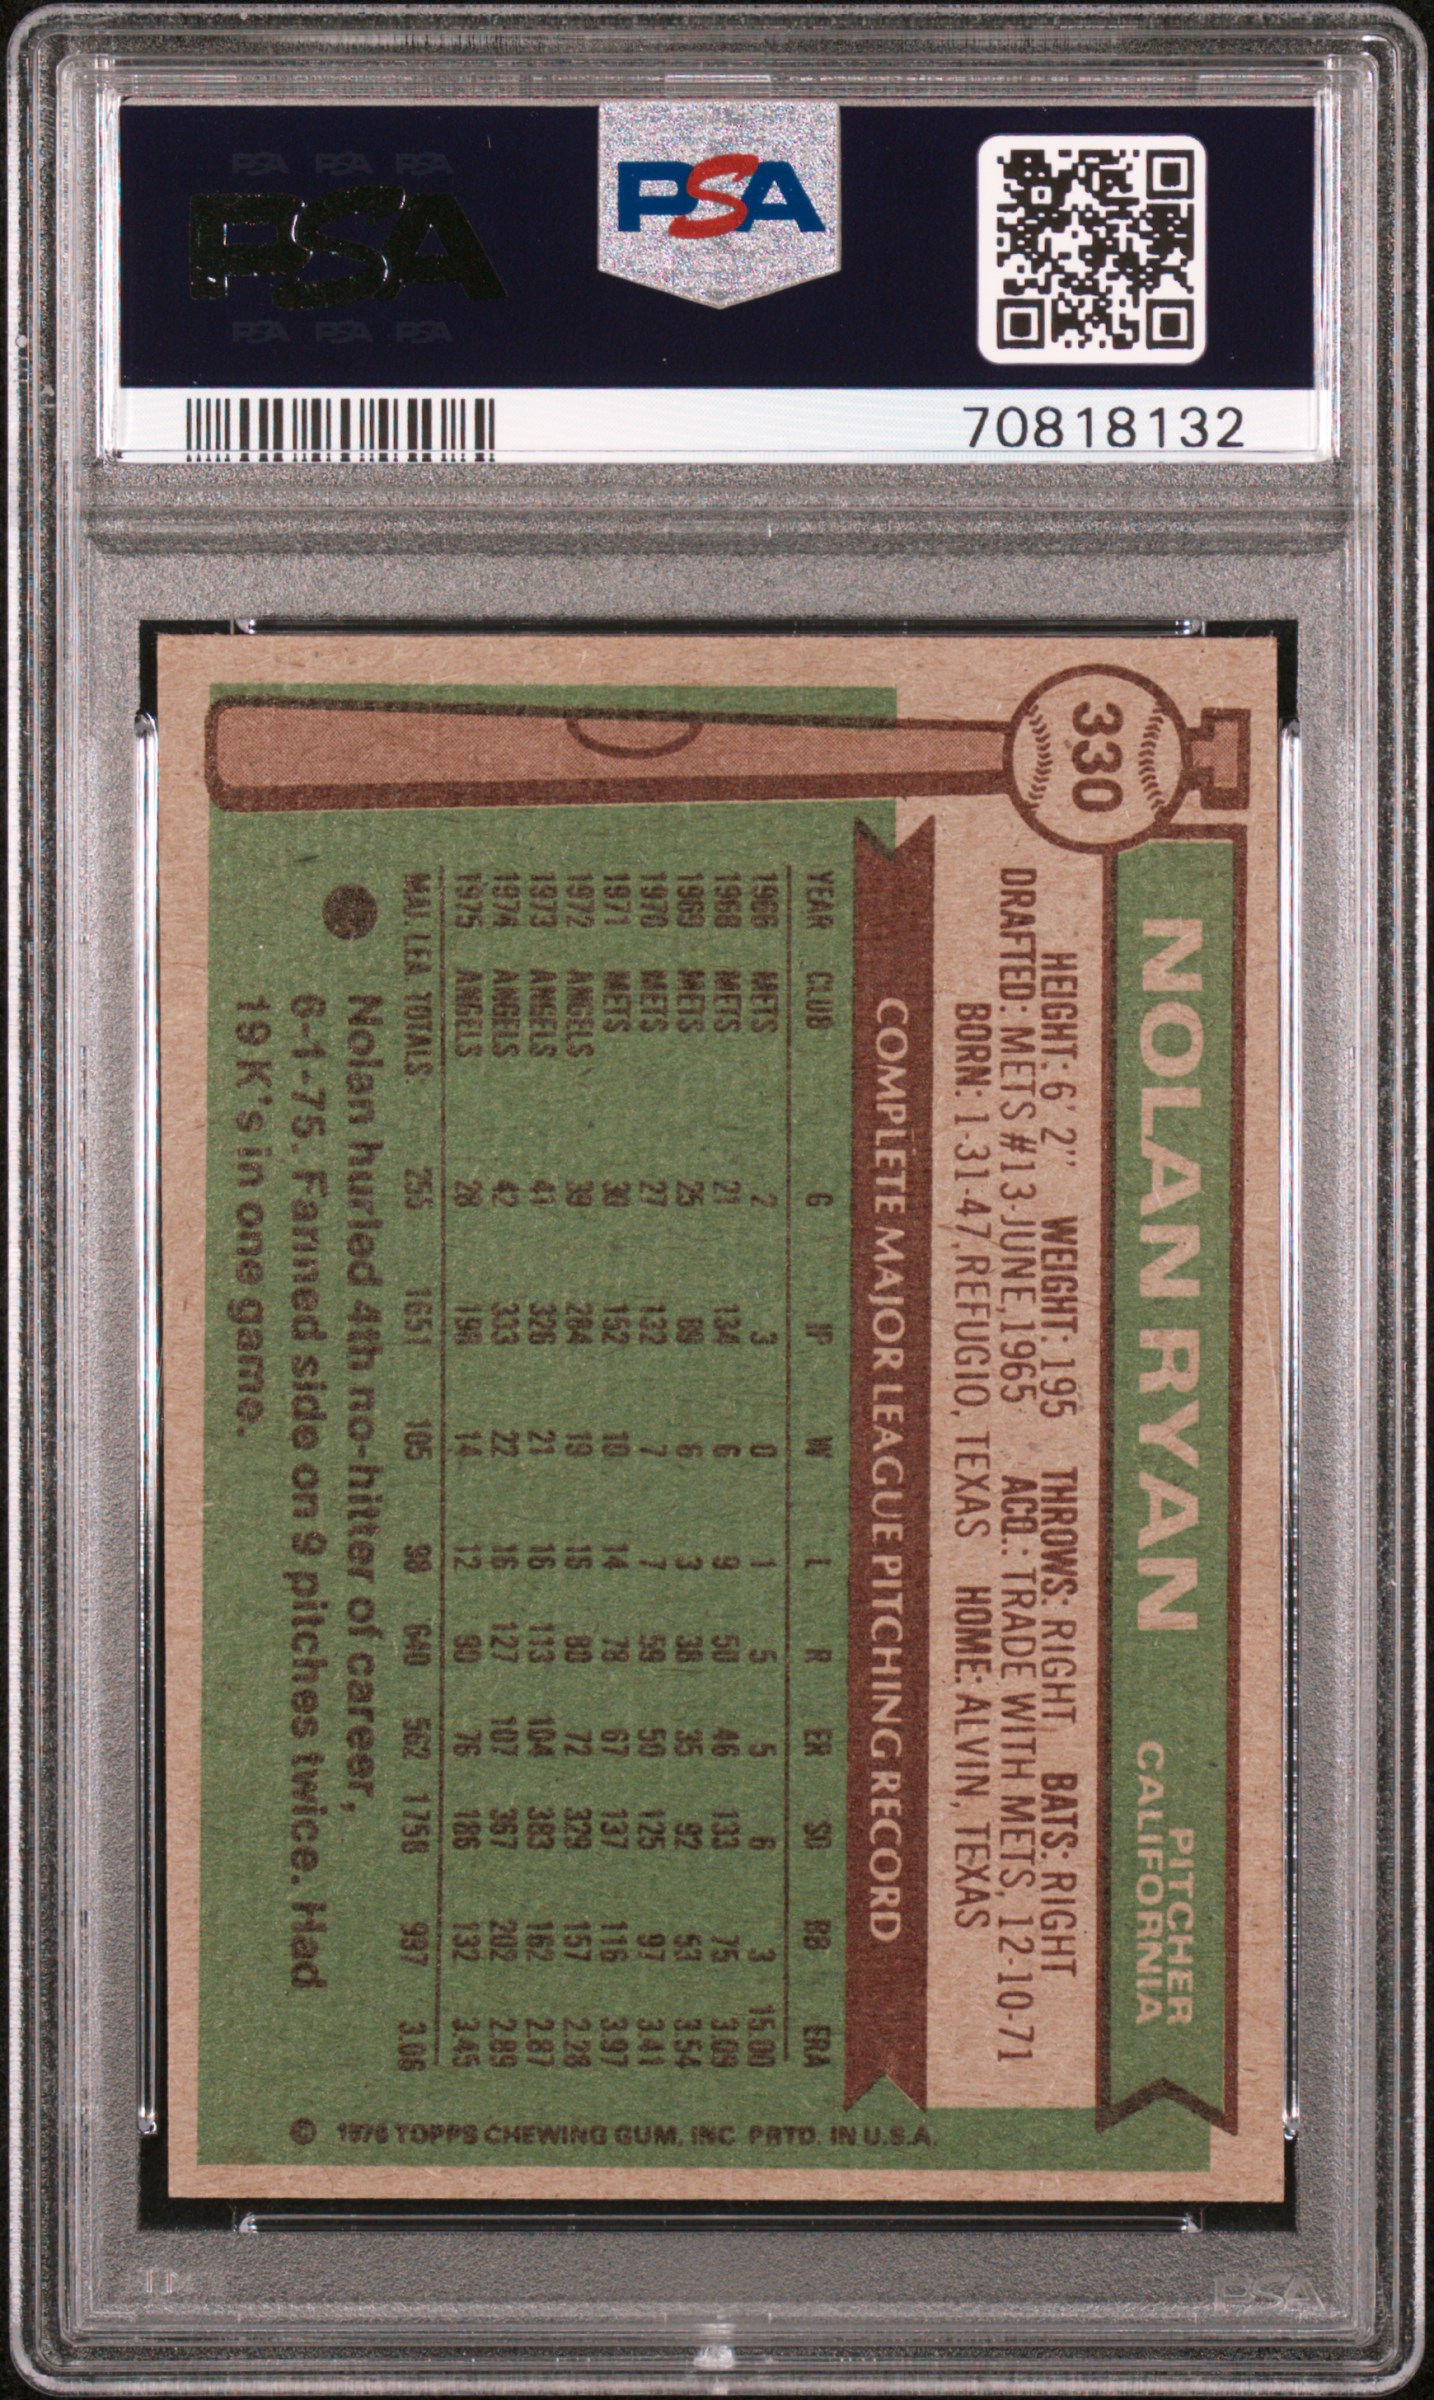 PSA PSA PSA
PSA
PSA PSA PSA
PSA
70818132
330
NOLAN RYAN PITCHER
CALIFORNIA
HEIGHT: 6' 2" WEIGHT: 195 THROWS: RIGHT BATS: RIGHT
DRAFTED: METS #13-JUNE, 1965 ACQ.: TRADE WITH METS, 12-10-71
BORN: 1-31-47, REFUGIO, TEXAS HOME: ALVIN, TEXAS
COMPLETE MAJOR LEAGUE PITCHING RECORD
YEAR CLUB G IP W L R ER SO BB ERA
1966 METS 2 3 0 1 5 5 6 3 15.00
1968 METS 21 134 6 9 50 46 133 75 3.09
1969 METS 25 89 6 3 38 35 92 53 3.54
1970 METS 27 132 7 7 59 50 125 97 3.41
1971 METS 30 152 10 14 78 67 137 116 3.97
1972 ANGELS 39 284 19 16 80 72 329 157 2.28
1973 ANGELS 41 326 21 16 113 104 383 162 2.87
1974 ANGELS 42 333 22 16 127 107 367 202 2.89
1975 ANGELS 28 198 14 12 90 76 186 132 3.45
MAJ. LEA. TOTALS. 255 1651 105 98 640 562 1758 997 3.06
Nolan hurled 4th no-hitter of career,
6-1-75. Fanned side on 9 pitches twice. Had
19 K's in one game.
© 1976 TOPPS CHEWING GUM, INC. PRTD. IN U.S.A.
PSA